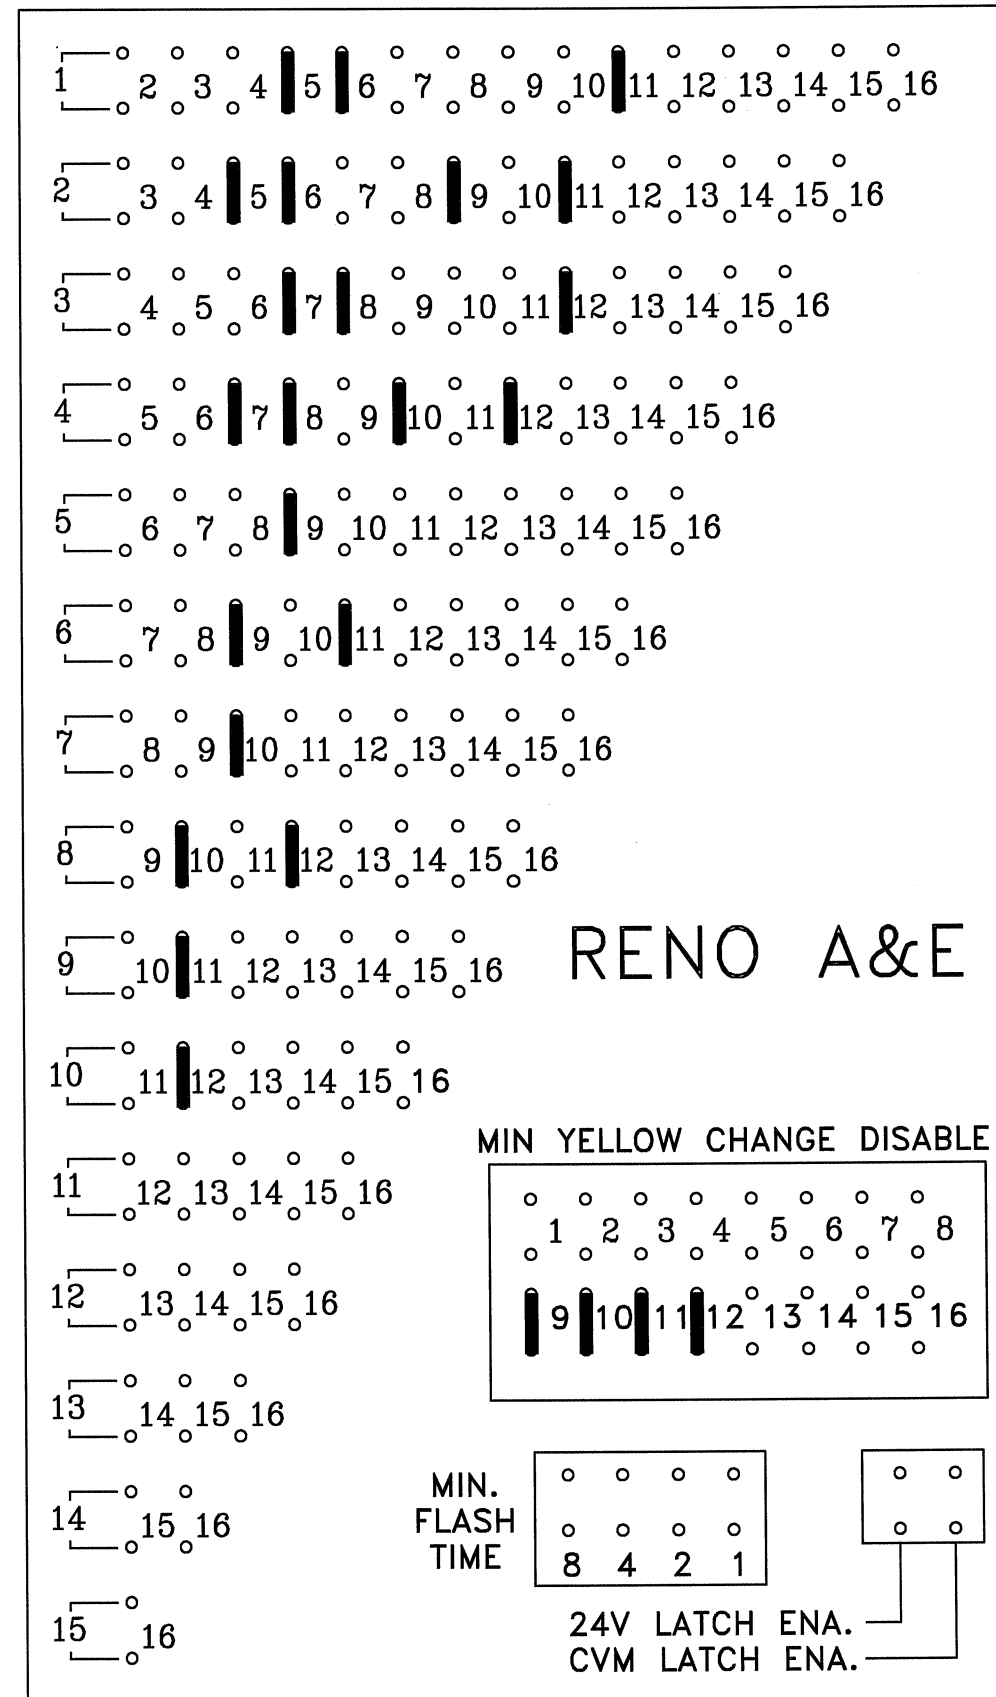 1 2 3 4 5 6 7 8 9 10 11 12 13 14 15 16
2 3 4 5 6 7 8 9 10 11 12 13 14 15 16
3 4 5 6 7 8 9 10 11 12 13 14 15 16
4 5 6 7 8 9 10 11 12 13 14 15 16
5 6 7 8 9 10 11 12 13 14 15 16
6 7 8 9 10 11 12 13 14 15 16
7 8 9 10 11 12 13 14 15 16
8 9 10 11 12 13 14 15 16
9 10 11 12 13 14 15 16
RENO A&E
10 11 12 13 14 15 16
11 12 13 14 15 16
12 13 14 15 16
13 14 15 16
14 15 16
15 16
MIN YELLOW CHANGE DISABLE
1 2 3 4 5 6 7 8
9 10 11 12 13 14 15 16
MIN.
FLASH
TIME
8 4 2 1
24V LATCH ENA.
CVM LATCH ENA.